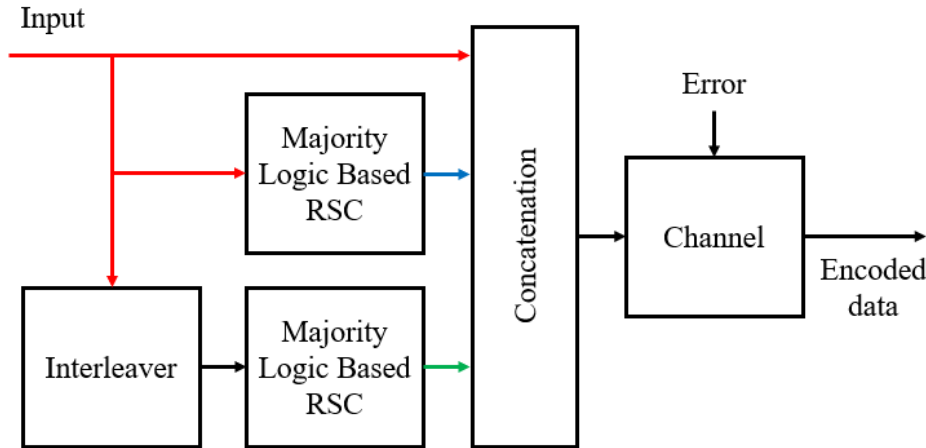 Input
Majority
Logic Based
RSC
Interleaver
Majority
Logic Based
RSC
Concatenation
Error
Channel
Encoded
data